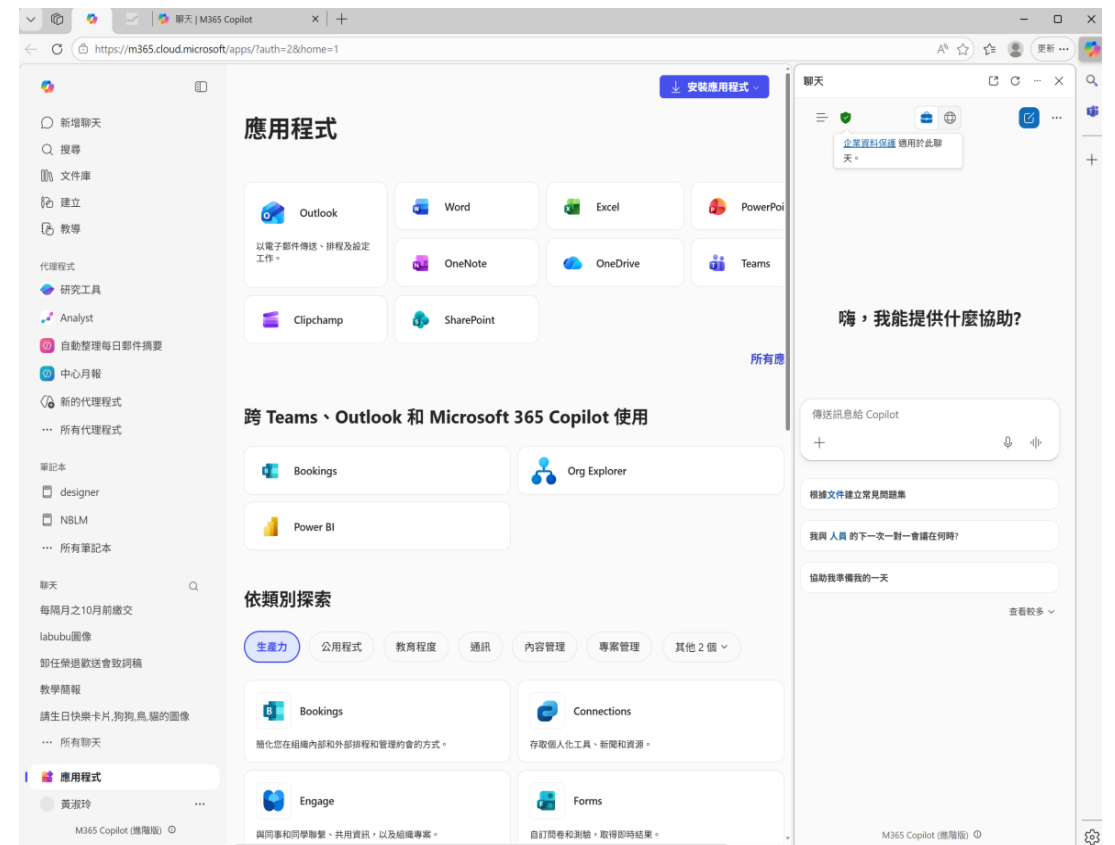 聊天 | M365 Copilot
https://m365.cloud.microsoft/apps/?auth=2&home=1
更新
新增聊天
搜尋
文件庫
建立
教導
代理程式
研究工具
Analyst
自動整理每日郵件摘要
中心月報
新的代理程式
所有代理程式
筆記本
designer
NBLM
所有筆記本
聊天
每隔月之10月前繳交
labubu圖像
卸任榮退歡送會致詞稿
教學簡報
請生日快樂卡片,狗狗,鳥,貓的圖像
所有聊天
應用程式
黃淑玲
M365 Copilot (進階版)
安裝應用程式
應用程式
Outlook
以電子郵件傳送、排程及設定
工作。
Word
Excel
PowerPoi
OneNote
OneDrive
Teams
Clipchamp
SharePoint
所有應
跨 Teams、Outlook 和 Microsoft 365 Copilot 使用
Bookings
Org Explorer
Power BI
依類別探索
生產力
公用程式
教育程度
通訊
內容管理
專案管理
其他 2 個
Bookings
簡化您在組織內部和外部排程和管理約會的方式。
Connections
存取個人化工具、新聞和資源。
Engage
與同事和同學聯繫、共用資訊，以及組織專案。
Forms
自訂問卷和測驗，取得即時結果。
聊天
企業資料保護 適用於此聊
天。
嗨，我能提供什麼協助?
傳送訊息給 Copilot
根據文件建立常見問題集
我與 人員 的下一次一對一會議在何時?
協助我準備我的一天
查看較多
M365 Copilot (進階版)